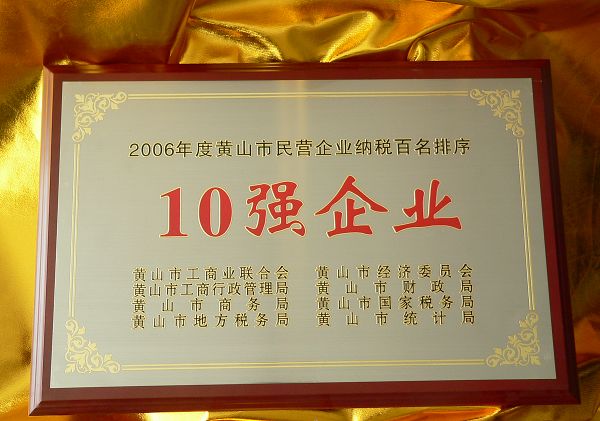 2006年度黄山市民营企业纳税百名排序
10强企业
黄山市工商业联合会 黄山市经济委员会
黄山市工商行政管理局 黄山市财政局
黄山市商务局 黄山市国家税务局
黄山市地方税务局 黄山市统计局